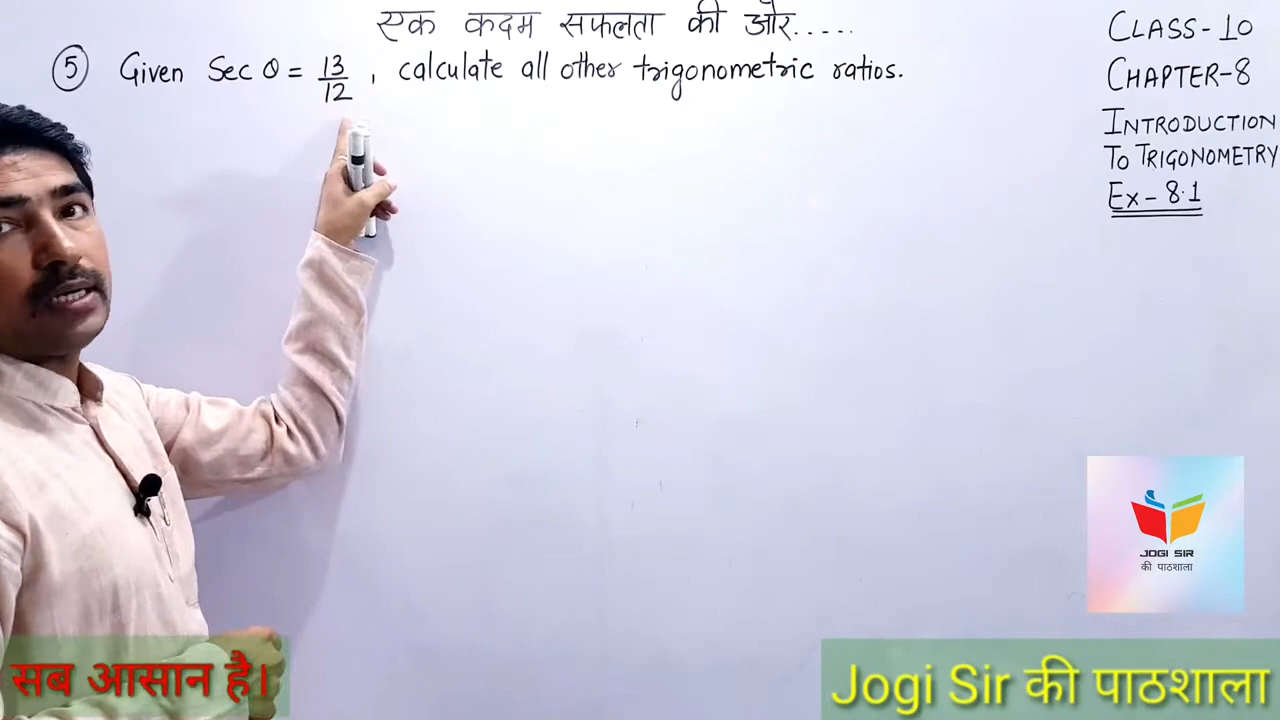 एक कदम सफलता की ओर.....
CLASS-10
CHAPTER-8
INTRODUCTION
TO TRIGONOMETRY
Ex-8.1
5 Given Sec θ = 13/12, calculate all other trigonometric ratios.
JOGI SIR
की पाठशाला
सब आसान है।
Jogi Sir की पाठशाला